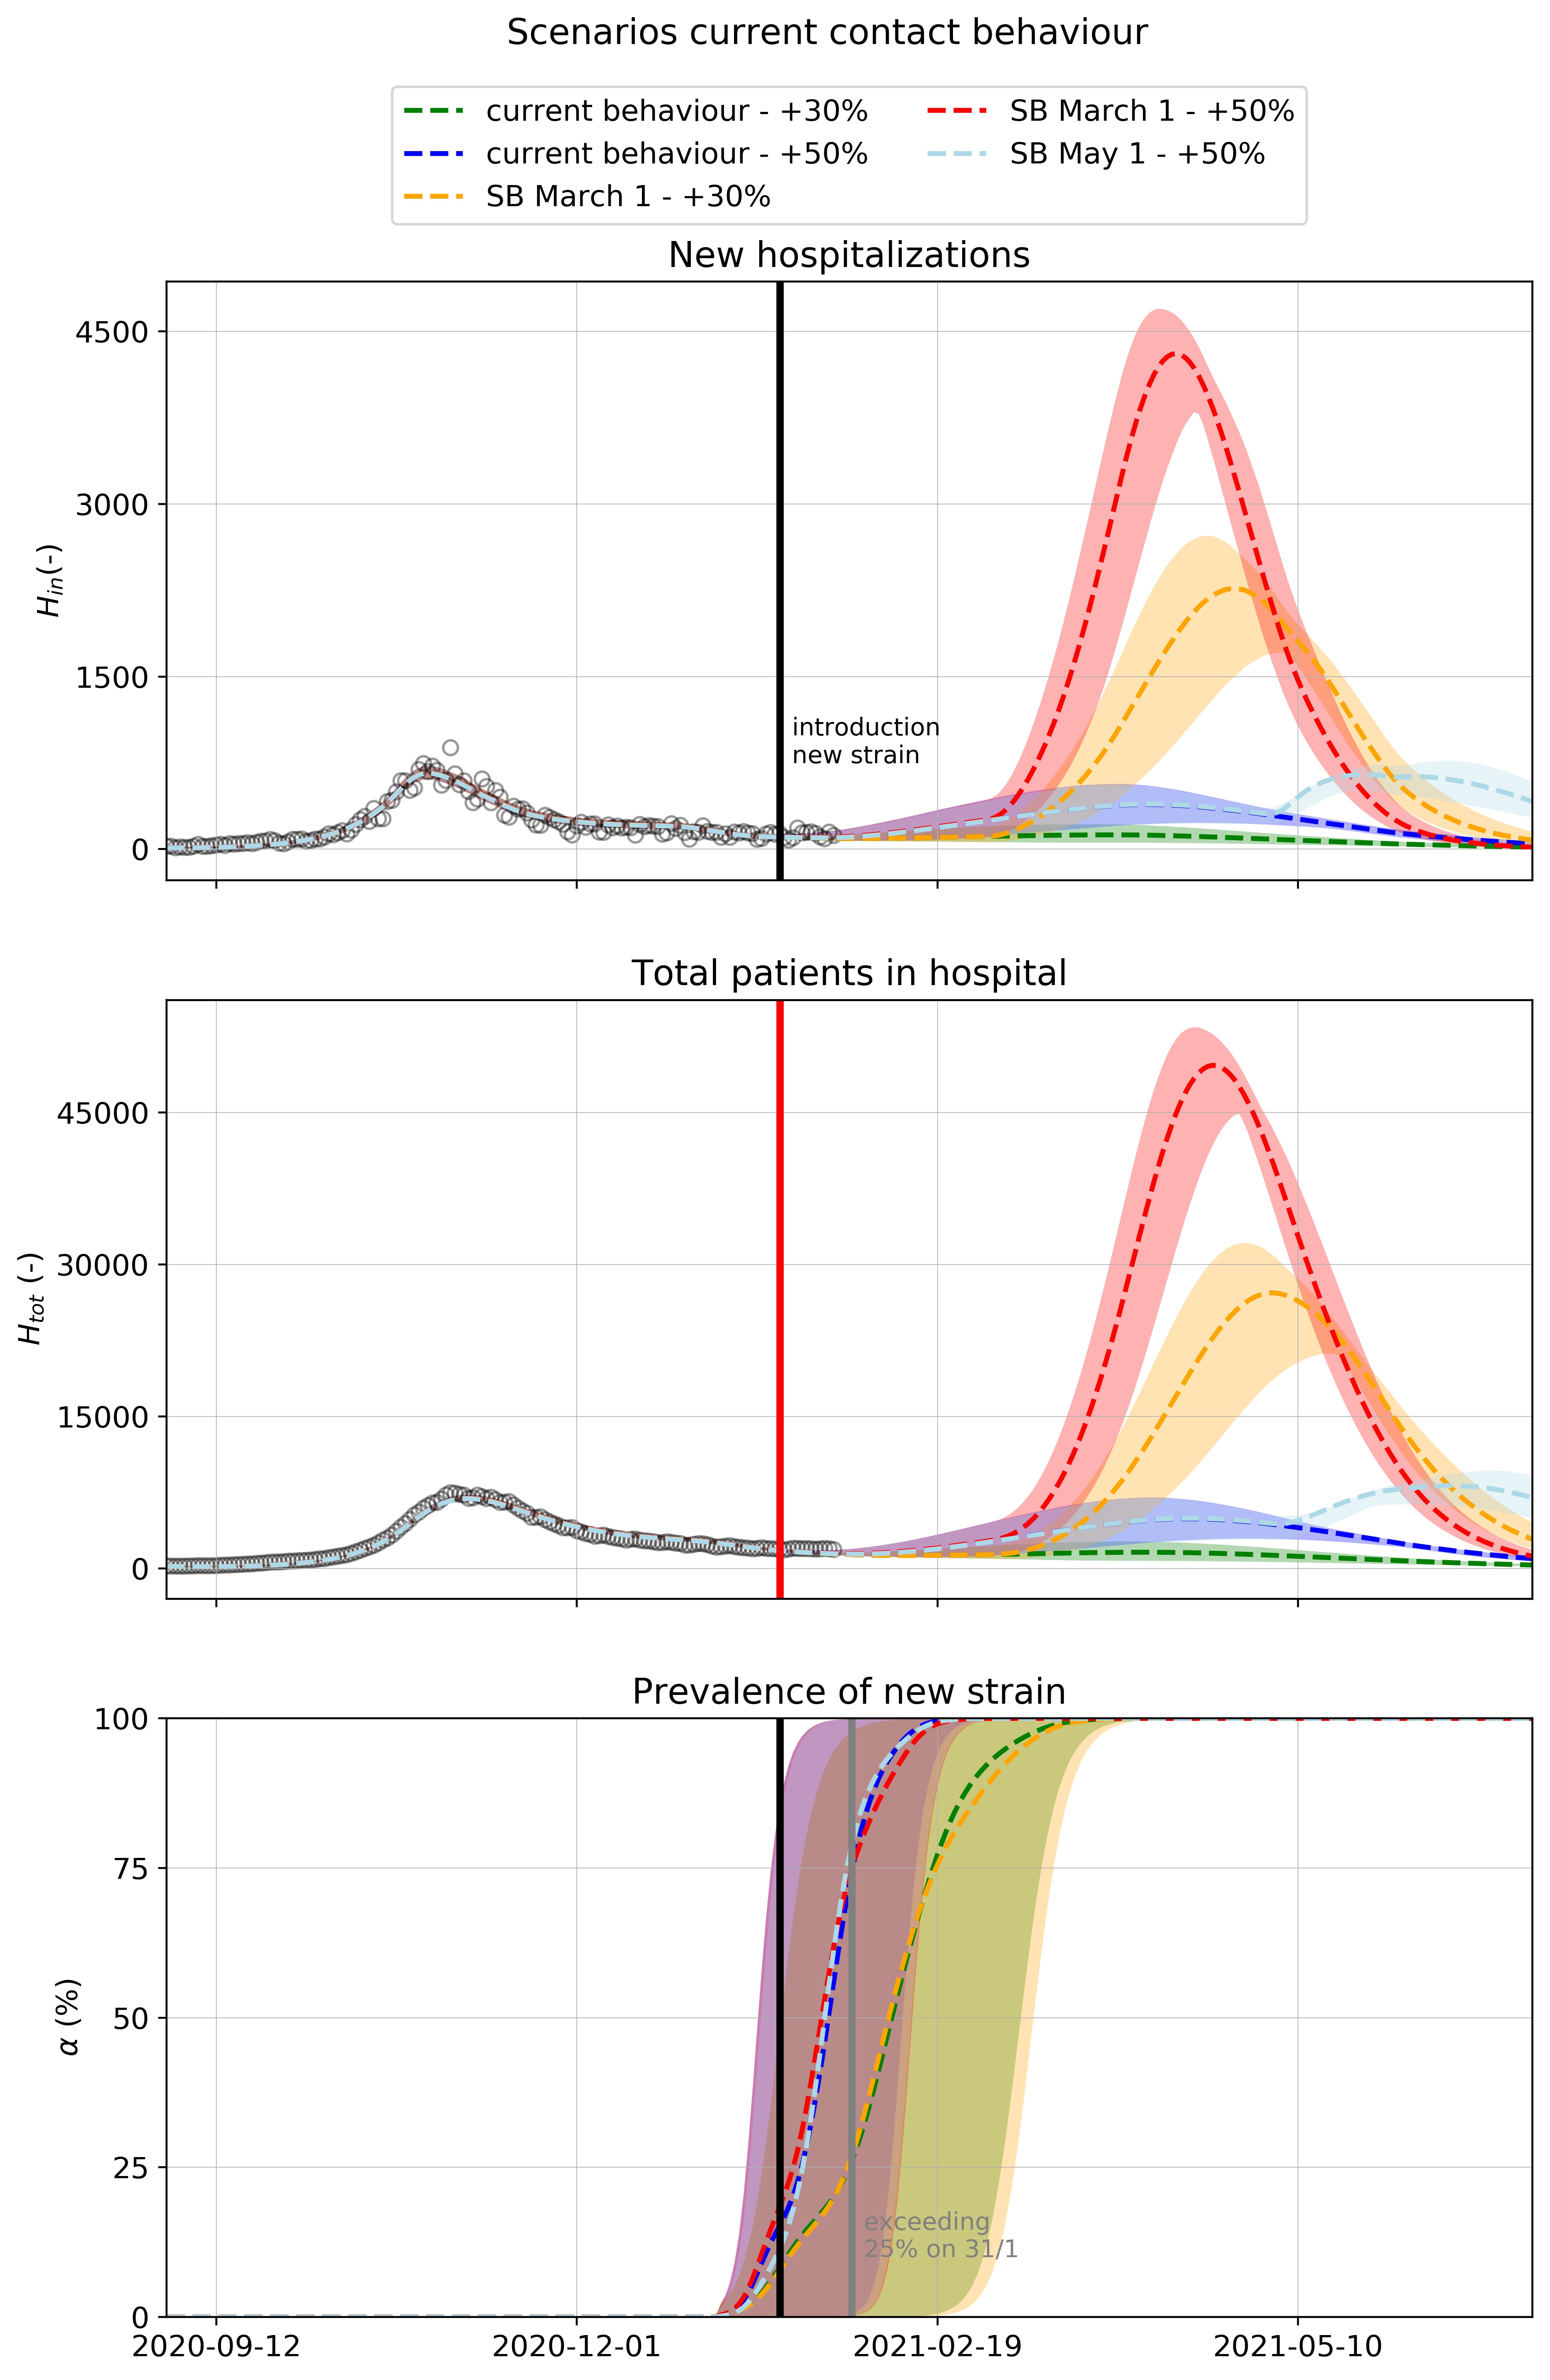 Scenarios current contact behaviour
current behaviour - +30%
current behaviour - +50%
SB March 1 - +30%
SB March 1 - +50%
SB May 1 - +50%
New hospitalizations
4500
3000
1500
0
H_in(-)
introduction
new strain
Total patients in hospital
45000
30000
15000
0
H_tot (-)
Prevalence of new strain
100
75
50
25
0
α (%)
exceeding
25% on 31/1
2020-09-12
2020-12-01
2021-02-19
2021-05-10